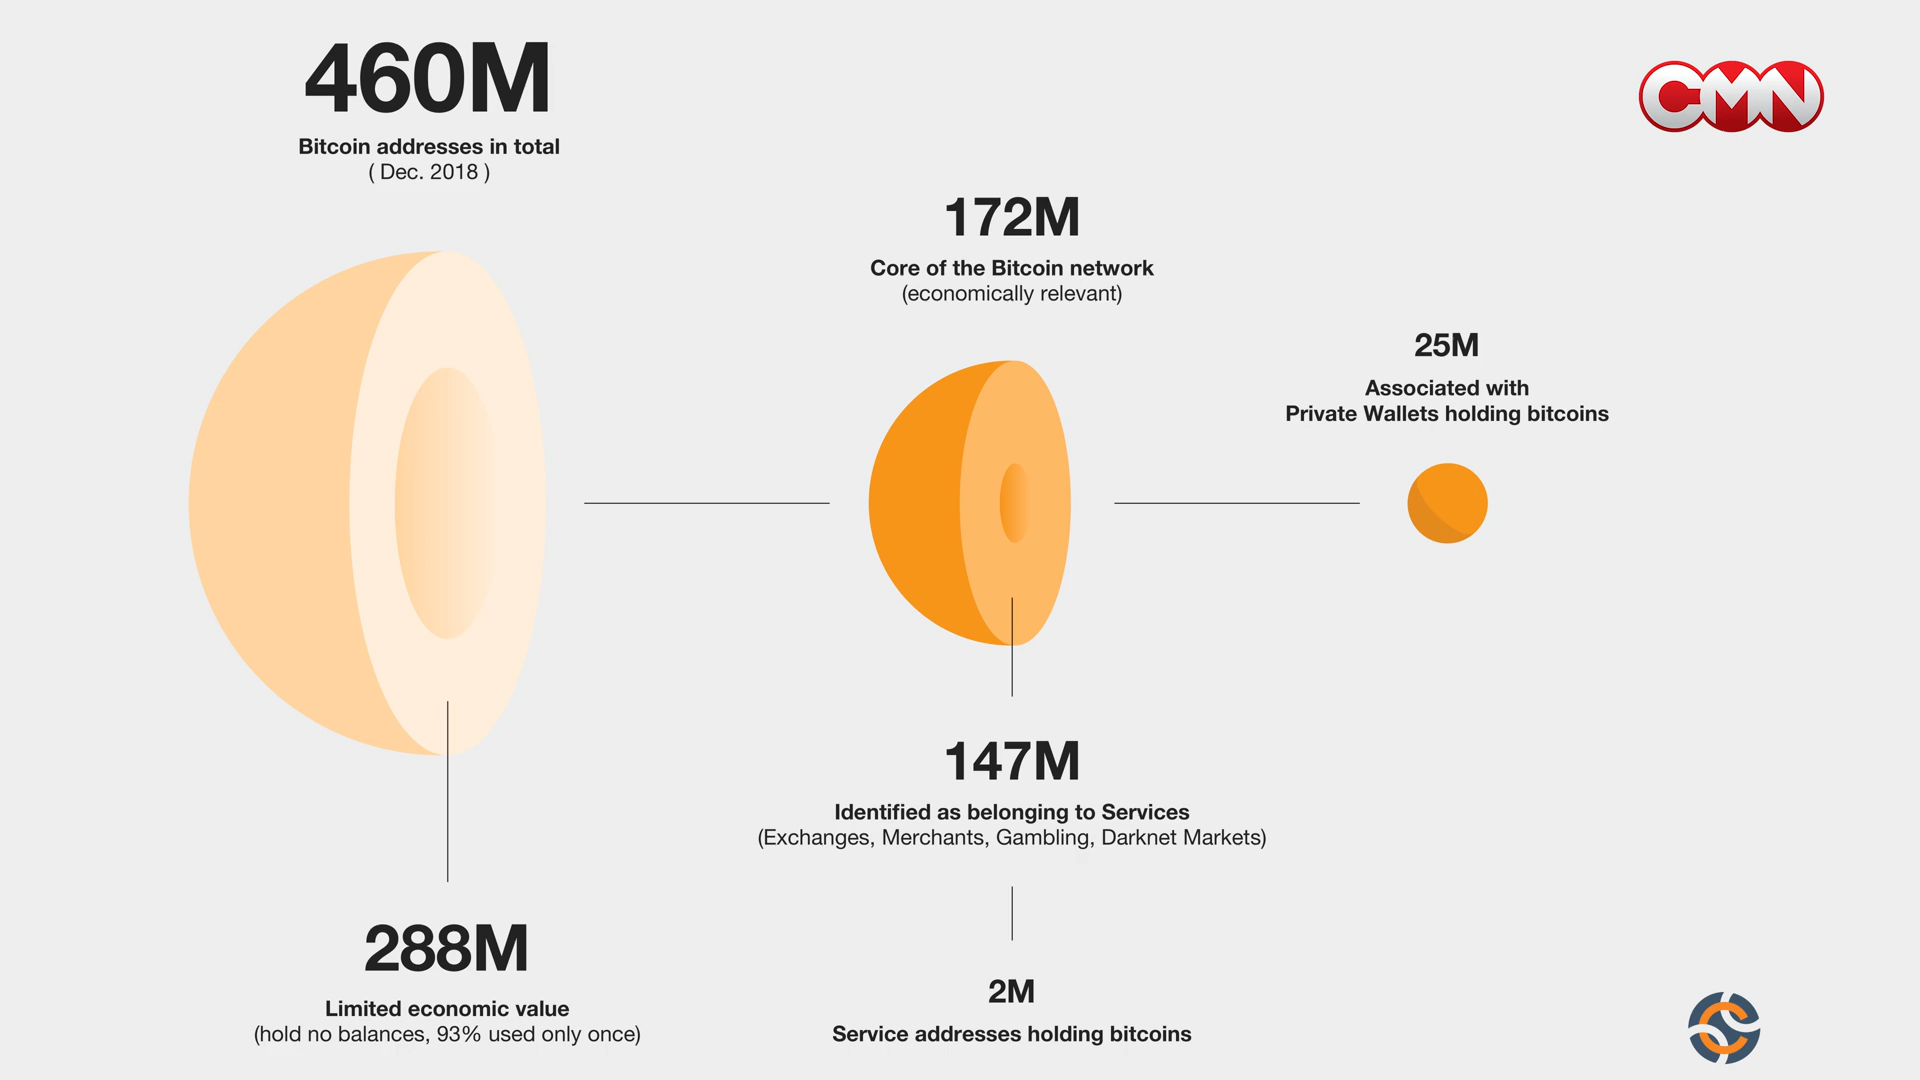 460M
Bitcoin addresses in total
( Dec. 2018 )
CMN
172M
Core of the Bitcoin network
(economically relevant)
25M
Associated with
Private Wallets holding bitcoins
147M
Identified as belonging to Services
(Exchanges, Merchants, Gambling, Darknet Markets)
288M
Limited economic value
(hold no balances, 93% used only once)
2M
Service addresses holding bitcoins